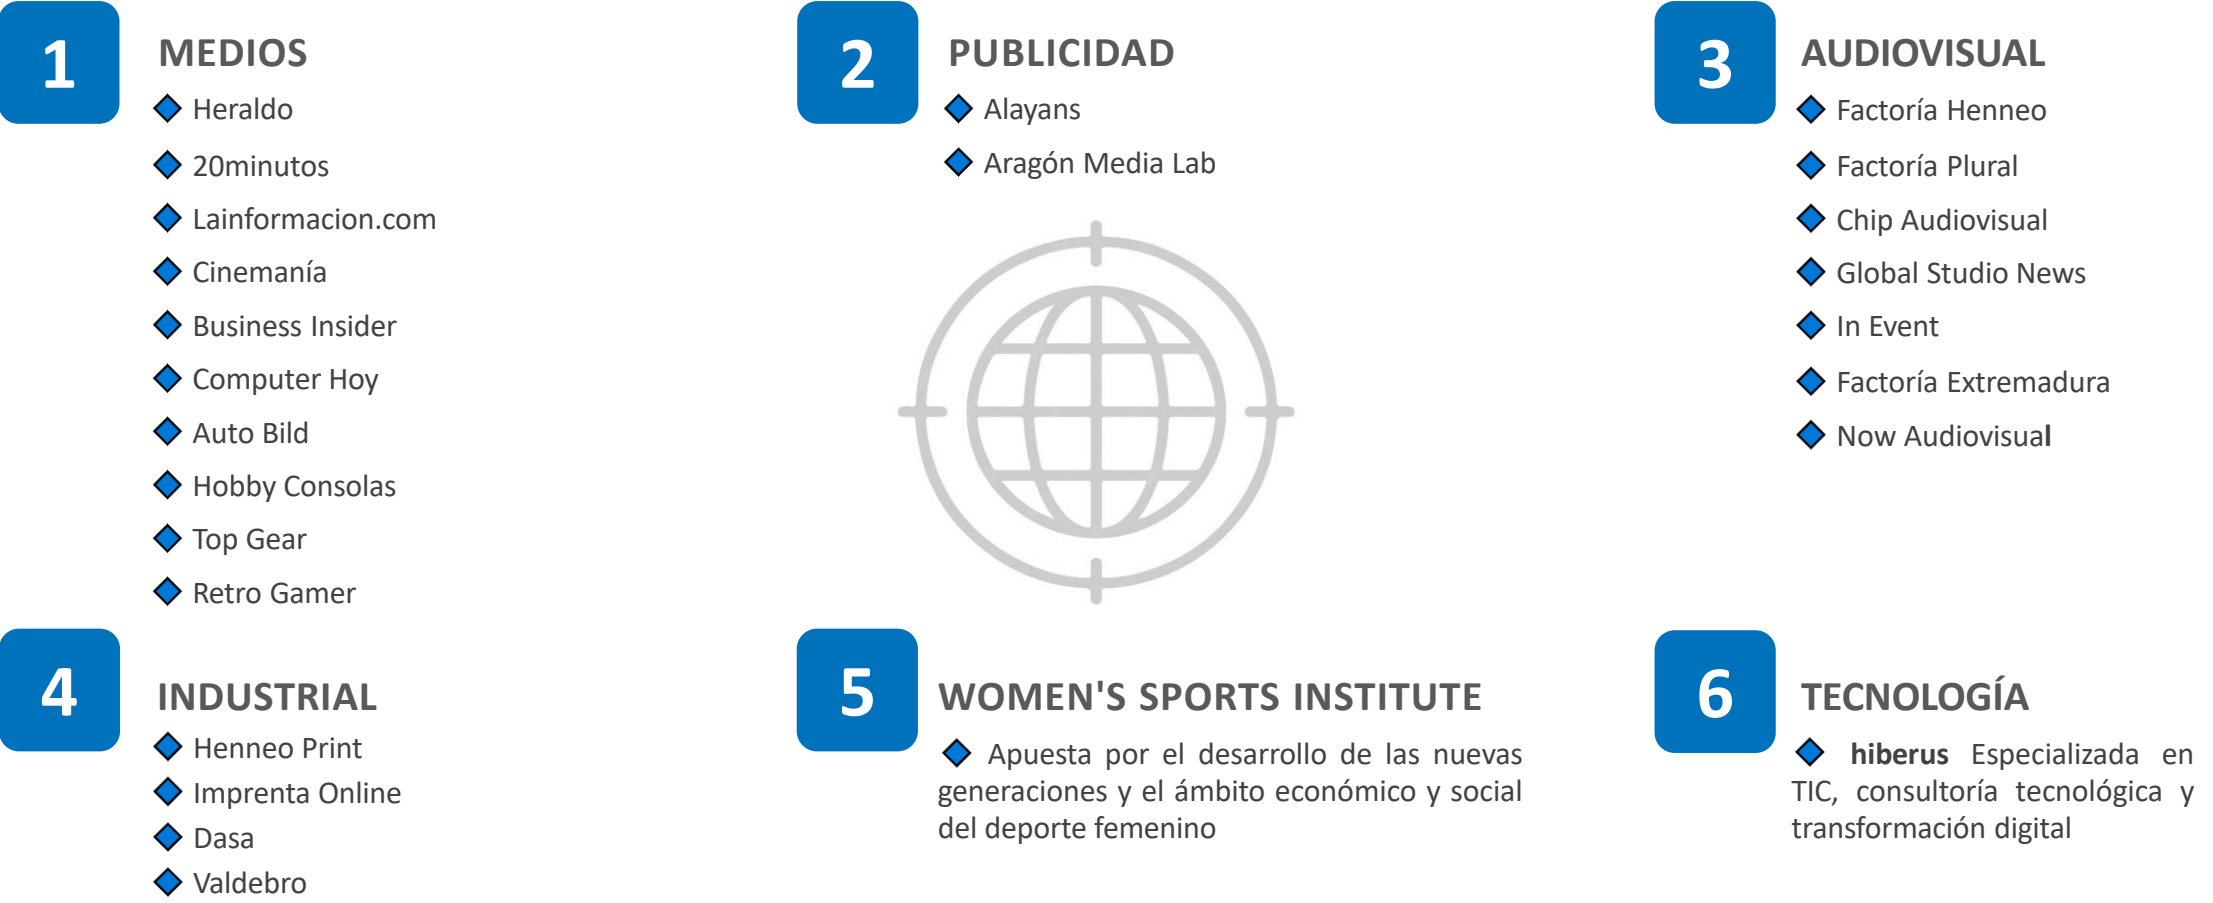 1
MEDIOS
Heraldo
20minutos
Lainformacion.com
Cinemanía
Business Insider
Computer Hoy
Auto Bild
Hobby Consolas
Top Gear
Retro Gamer
2
PUBLICIDAD
Alayans
Aragón Media Lab
3
AUDIOVISUAL
Factoría Henneo
Factoría Plural
Chip Audiovisual
Global Studio News
In Event
Factoría Extremadura
Now Audiovisual
4
INDUSTRIAL
Henneo Print
Imprenta Online
Dasa
Valdebro
5
WOMEN'S SPORTS INSTITUTE
Apuesta por el desarrollo de las nuevas
generaciones y el ámbito económico y social
del deporte femenino
6
TECNOLOGÍA
hiberus Especializada en
TIC, consultoría tecnológica y
transformación digital